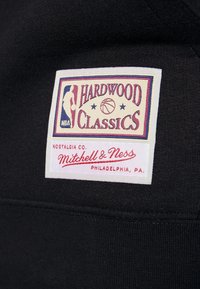 HARDWOOD
NBA
CLASSICS
NOSTALGIA CO.
Mitchell & Ness
PHILADELPHIA, PA.